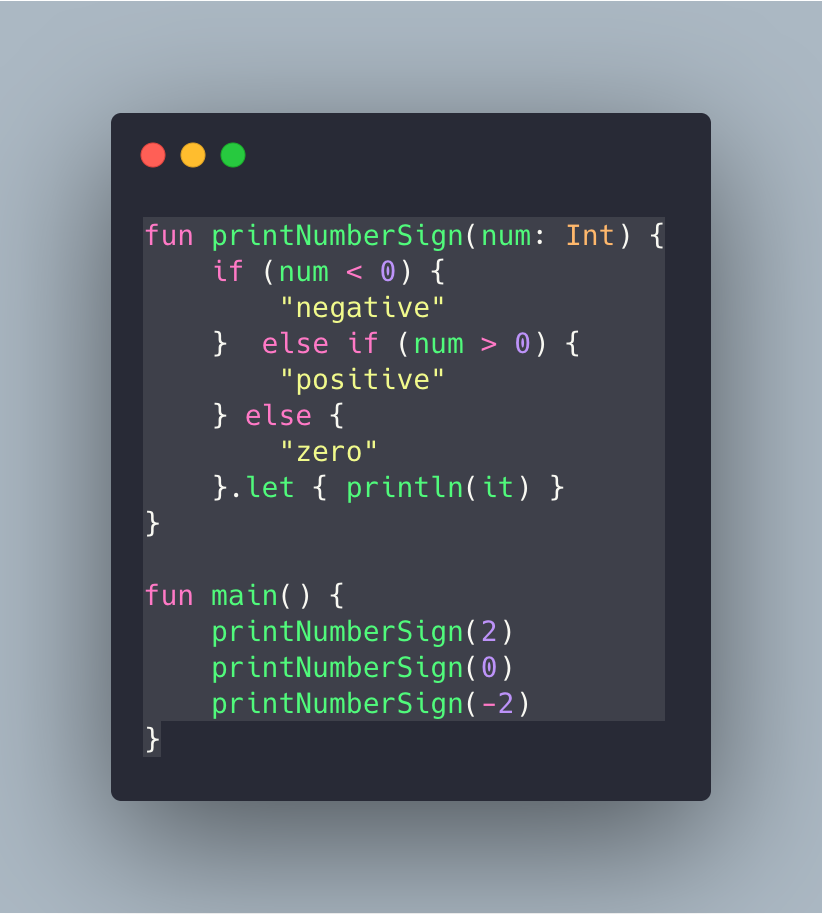 fun printNumberSign(num: Int) {
    if (num < 0) {
        "negative"
    }  else if (num > 0) {
        "positive"
    } else {
        "zero"
    }.let { println(it) }
}

fun main() {
    printNumberSign(2)
    printNumberSign(0)
    printNumberSign(-2)
}